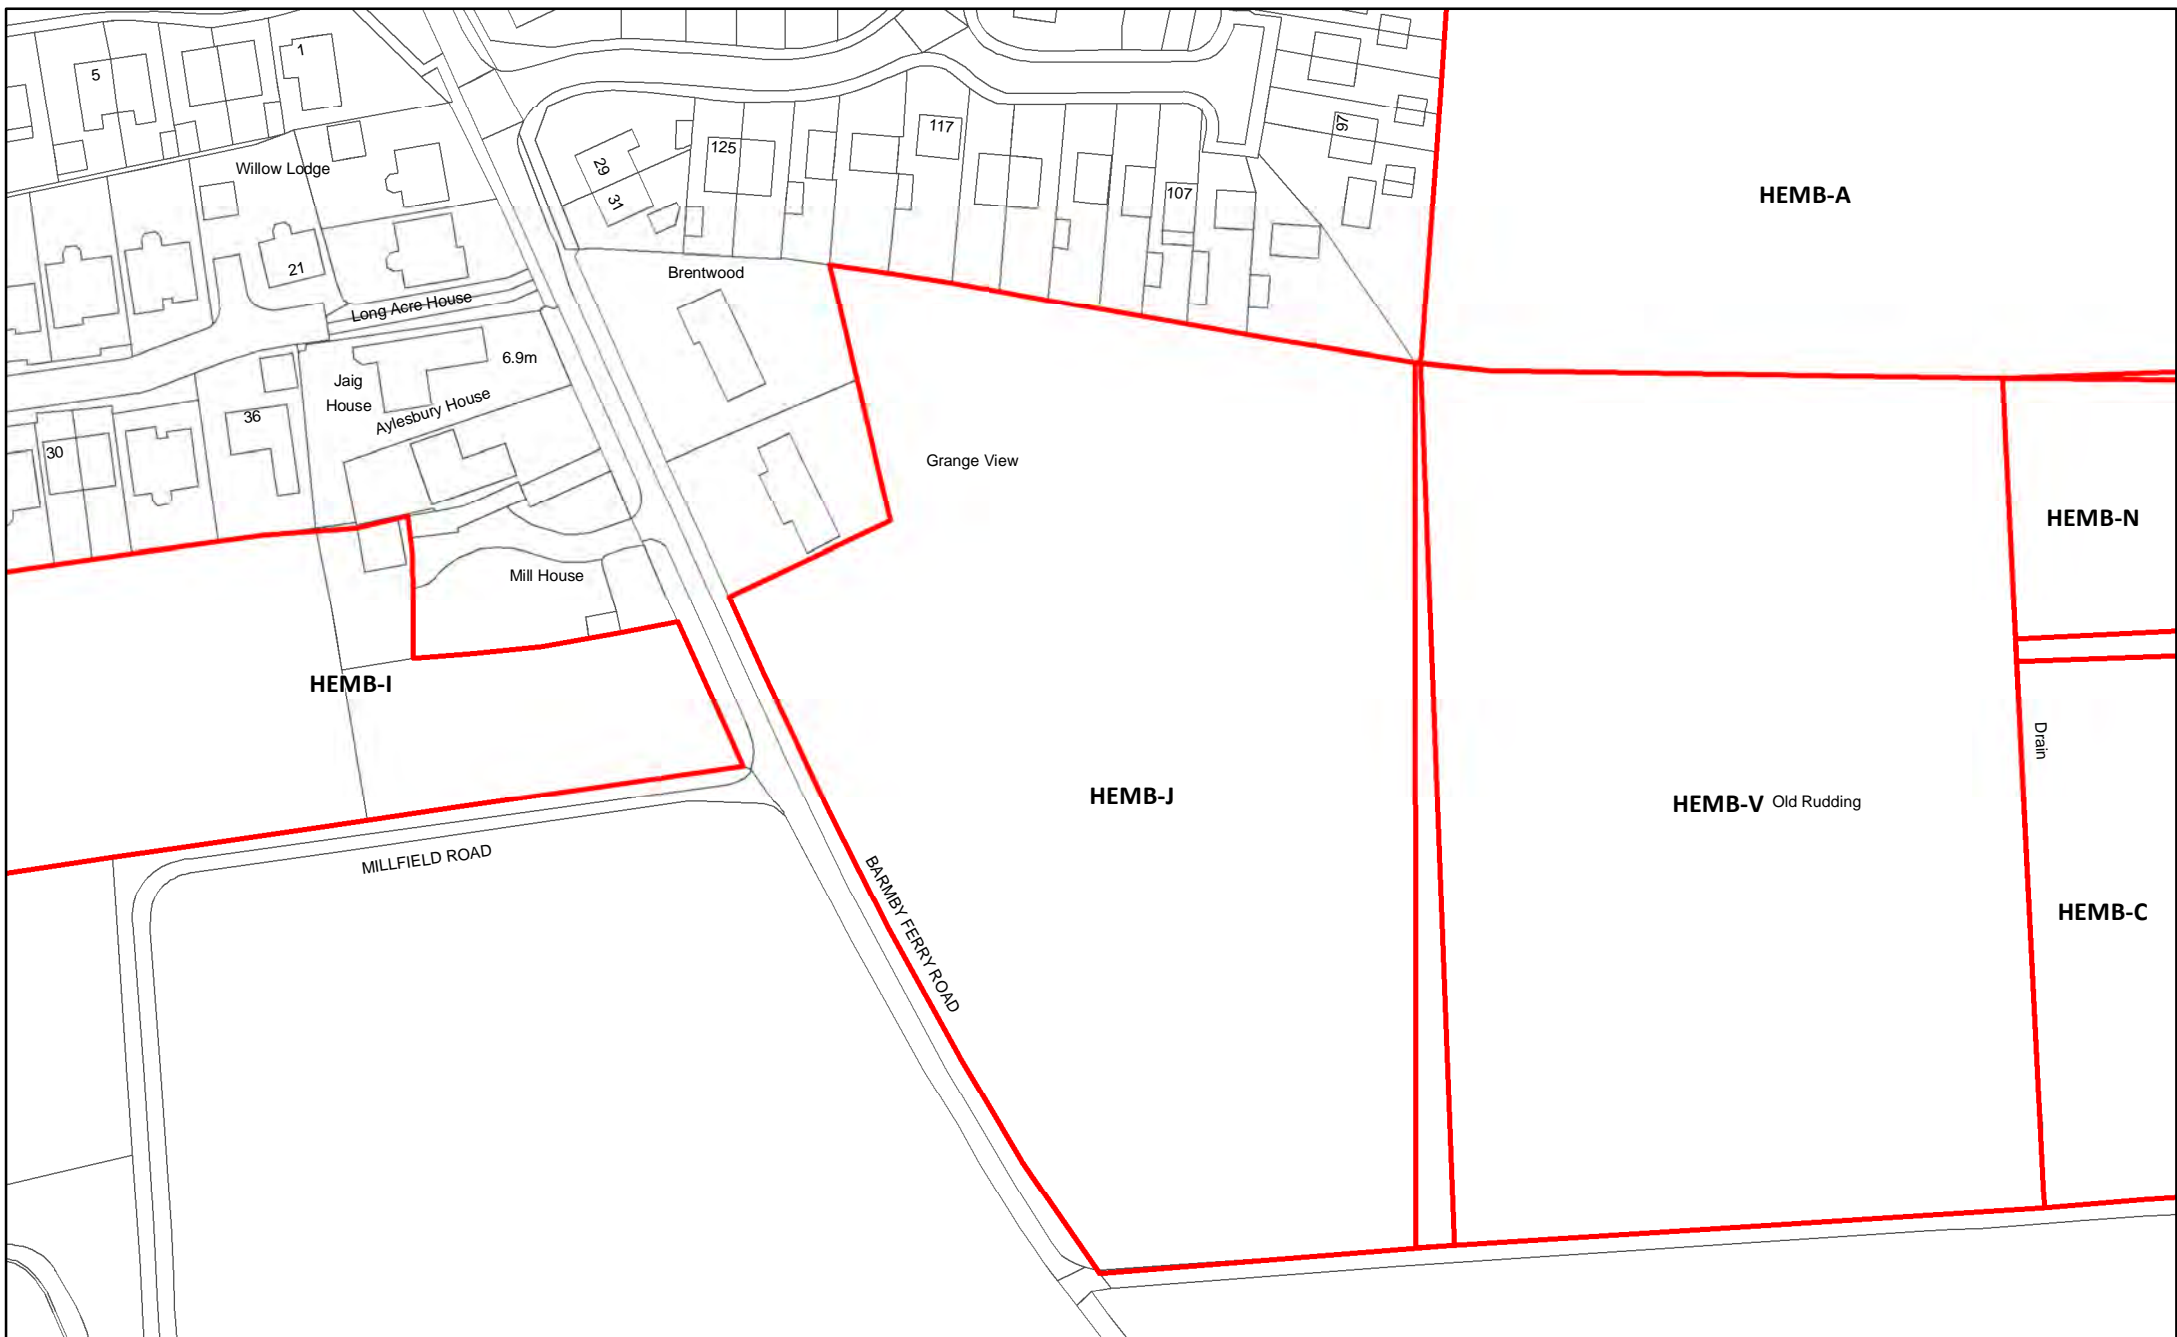 1
5
97
117
125
29
Willow Lodge
107
HEMB-A
31
21
Brentwood
Long Acre House
6.9m
Jaig
House
Aylesbury House
36
30
Grange View
HEMB-N
Mill House
HEMB-I
Drain
HEMB-J
HEMB-V Old Rudding
MILLFIELD ROAD
BARMBY FERRY ROAD
HEMB-C